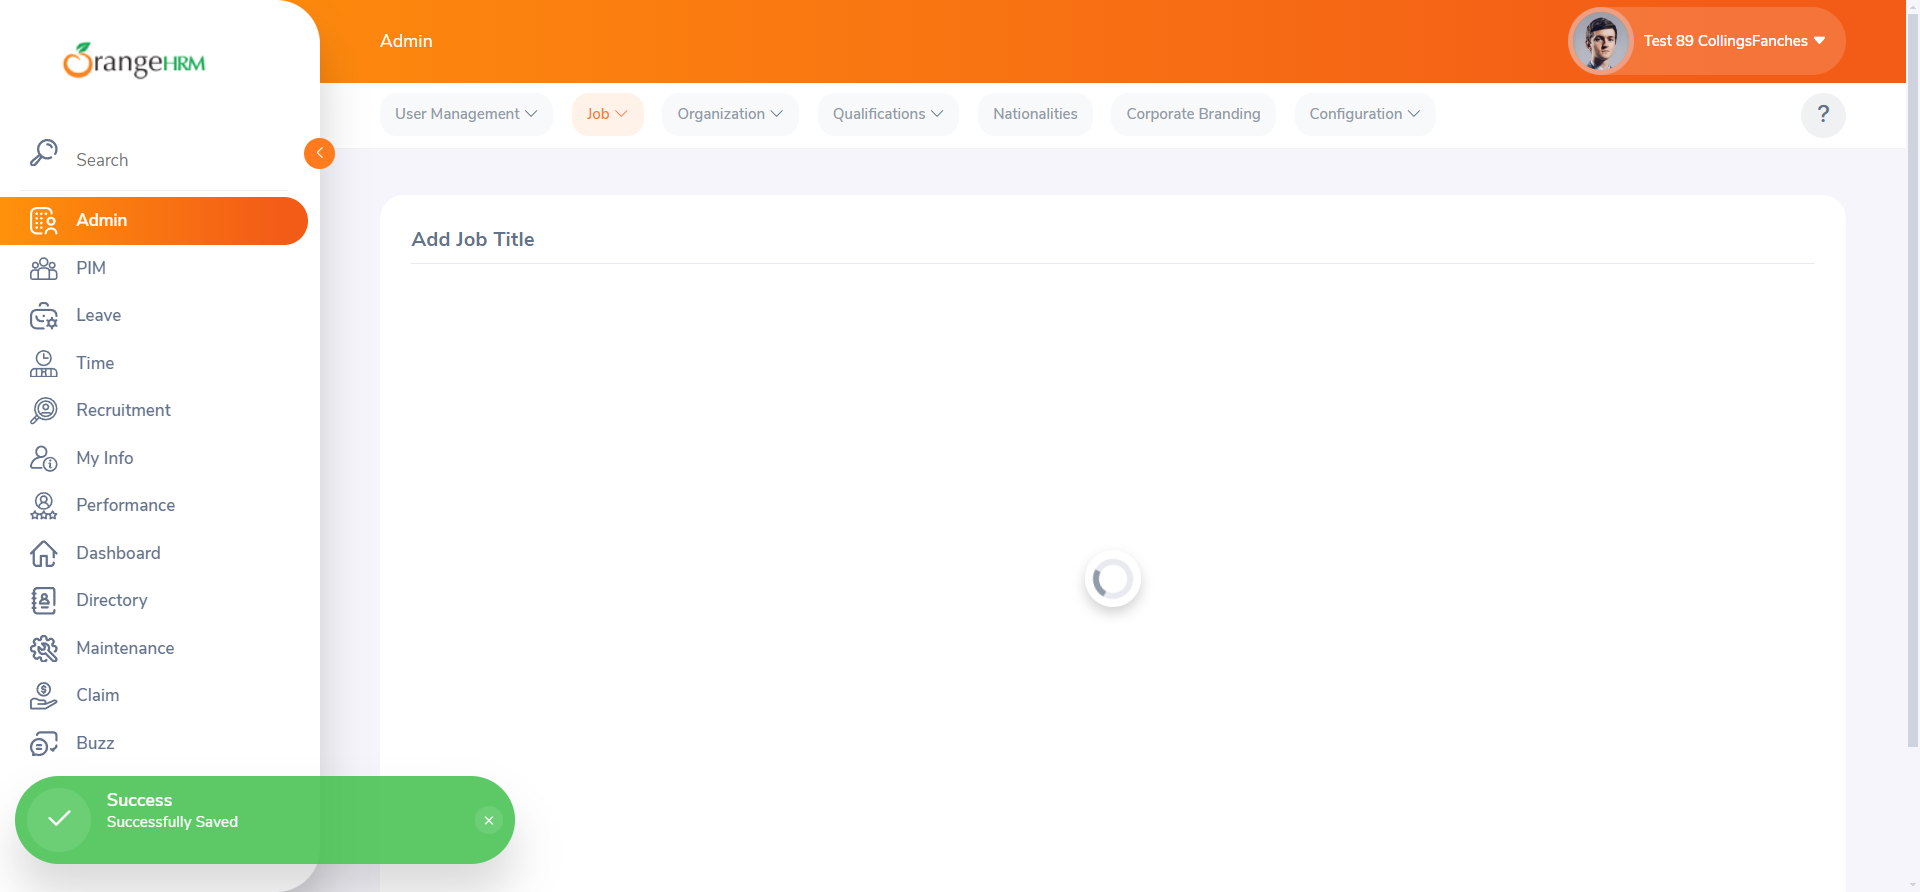 OrangeHRM
Admin
Test 89 CollingsFanches
User Management
Job
Organization
Qualifications
Nationalities
Corporate Branding
Configuration
?
Search
Admin
PIM
Leave
Time
Recruitment
My Info
Performance
Dashboard
Directory
Maintenance
Claim
Buzz
Add Job Title
Success
Successfully Saved